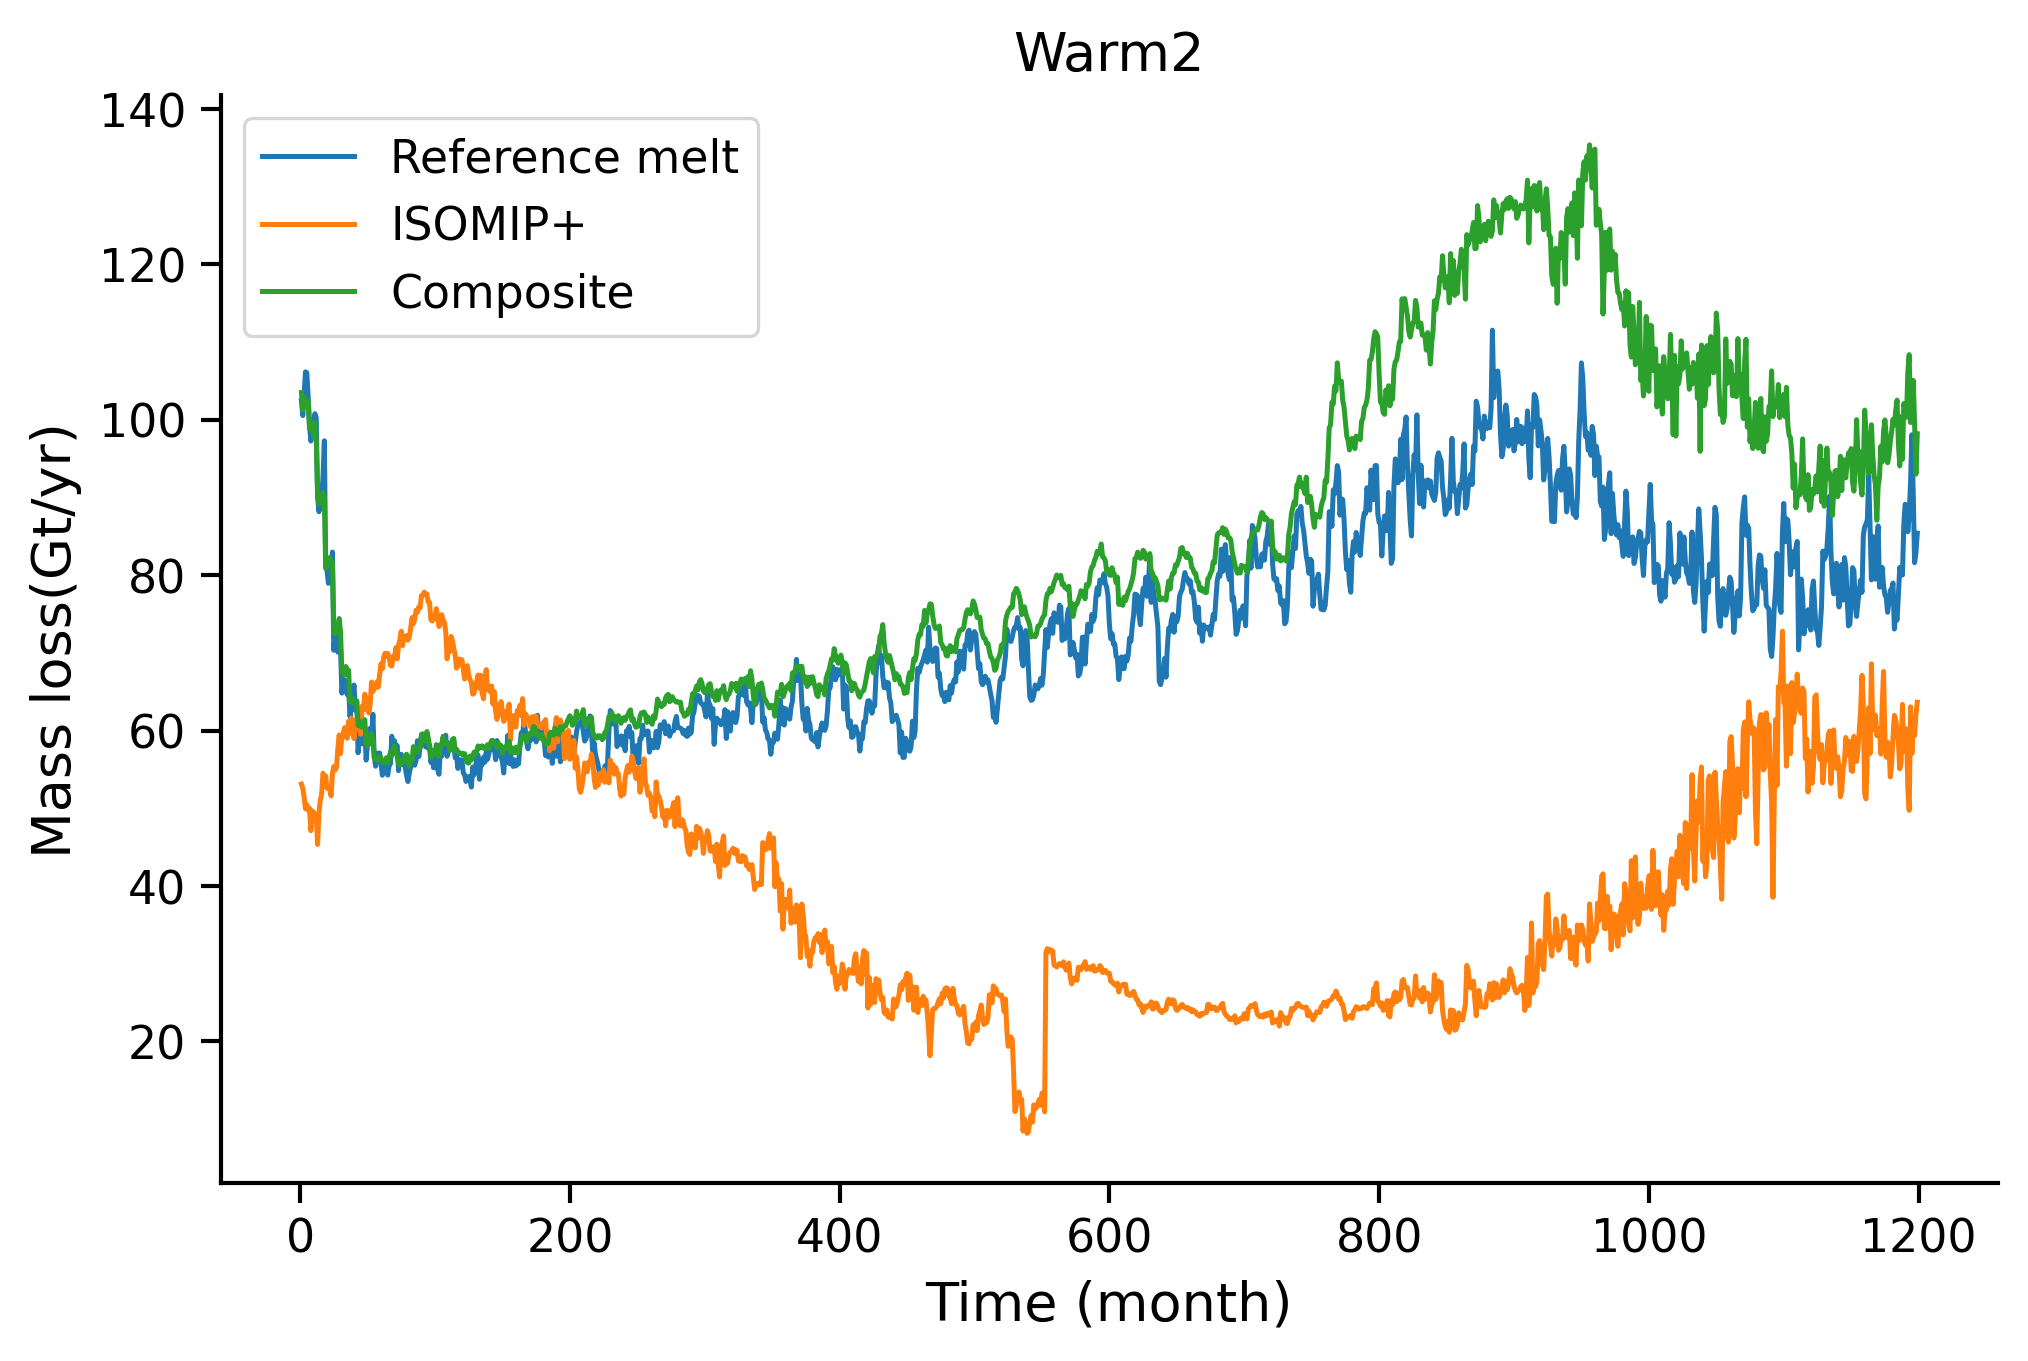 Warm2
140
120
100
80
60
40
20
Mass loss(Gt/yr)
Reference melt
ISOMIP+
Composite
0 200 400 600 800 1000 1200
Time (month)